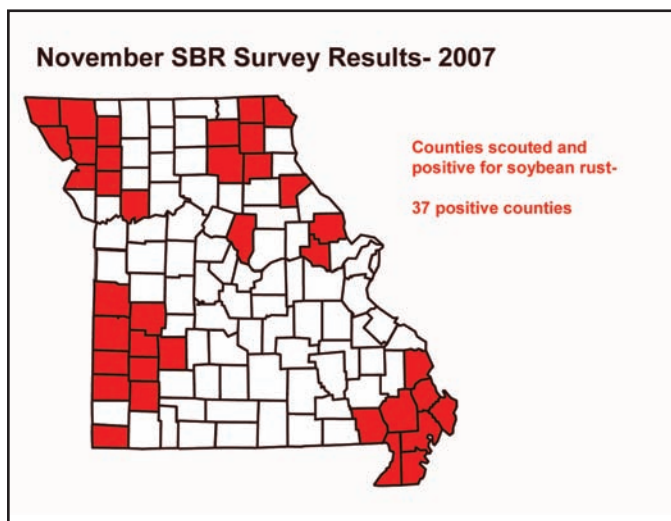 November SBR Survey Results- 2007
Counties scouted and
positive for soybean rust-
37 positive counties